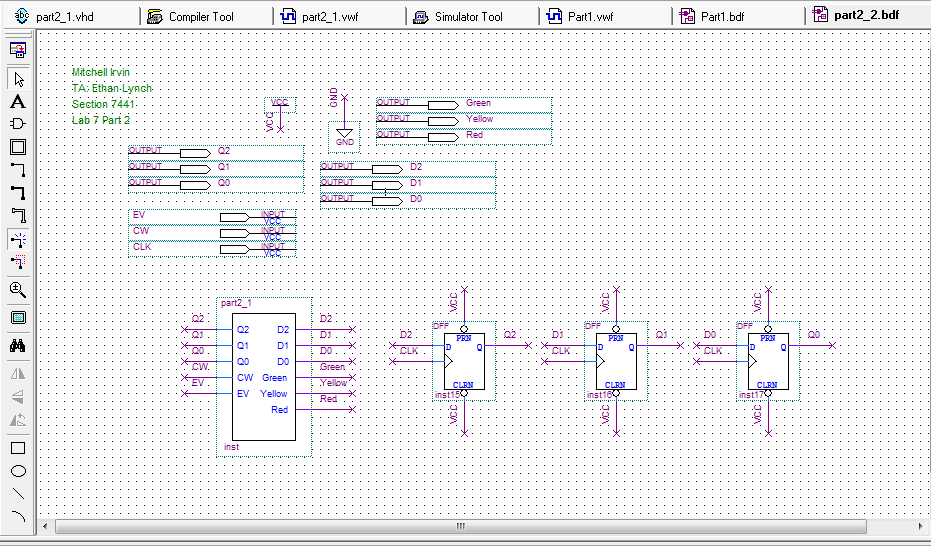 part2_1.vhd Compiler Tool part2_1.vwf Simulator Tool Part1.vwf Part1.bdf part2_2.bdf
abc
A
Mitchell Irvin
TA: Ethan Lynch
Section 7441
Lab 7 Part 2
VCC
VCC
GND
GND
OUTPUT Green
OUTPUT Yellow
OUTPUT Red
OUTPUT Q2
OUTPUT Q1
OUTPUT Q0
OUTPUT D2
OUTPUT D1
OUTPUT D0
EV INPUT
VCC
CW INPUT
VCC
CLK INPUT
VCC
part2_1
Q2 Q2 D2 D2
Q1 Q1 D1 D1
Q0 Q0 D0 D0
CW CW Green Green
EV EV Yellow Yellow
Red Red
inst
VCC
DFF
PRN
D2 D Q Q2
CLK
CLRN
inst15
VCC
VCC
DFF
PRN
D1 D Q Q1
CLK
CLRN
inst16
VCC
VCC
DFF
PRN
D0 D Q Q0
CLK
CLRN
inst17
VCC